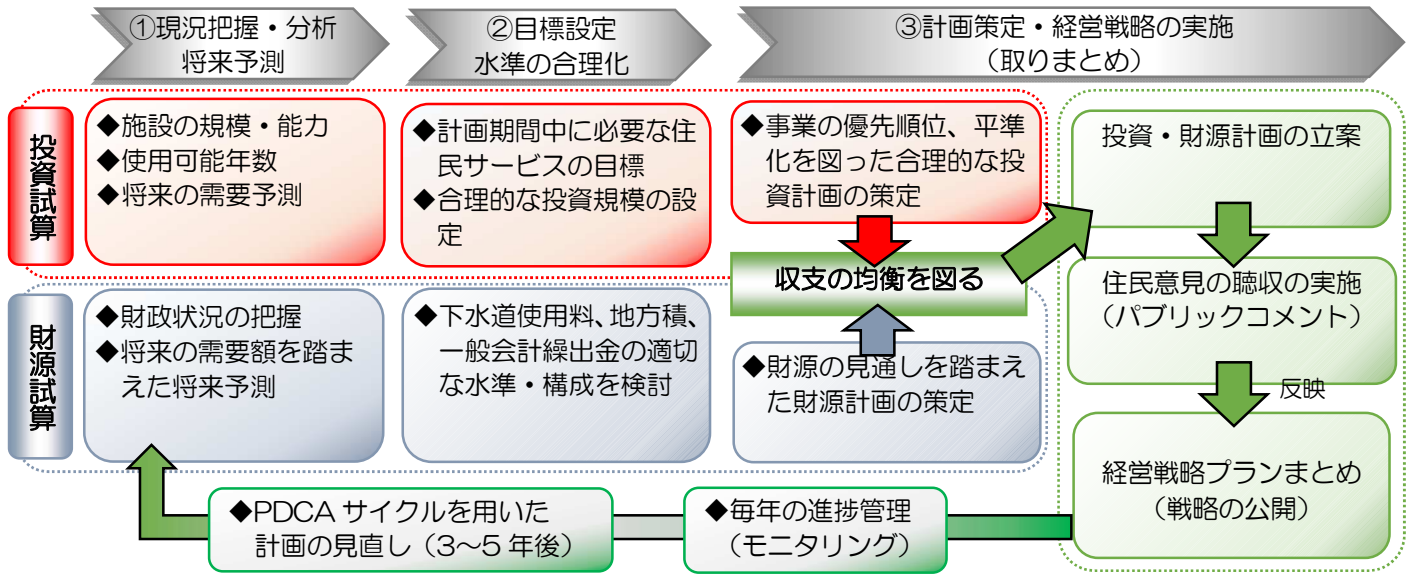 ①現況把握・分析
将来予測
②目標設定
水準の合理化
③計画策定・経営戦略の実施
（取りまとめ）
投資試算
◆施設の規模・能力
◆使用可能年数
◆将来の需要予測
◆計画期間中に必要な住
民サービスの目標
◆合理的な投資規模の設
定
◆事業の優先順位、平準
化を図った合理的な投
資計画の策定
収支の均衡を図る
財源試算
◆財政状況の把握
◆将来の需要額を踏ま
えた将来予測
◆下水道使用料、地方積、
一般会計繰出金の適切
な水準・構成を検討
◆財源の見通しを踏まえ
た財源計画の策定
投資・財源計画の立案
住民意見の聴収の実施
（パブリックコメント）
反映
経営戦略プランまとめ
（戦略の公開）
◆毎年の進捗管理
（モニタリング）
◆PDCA サイクルを用いた
計画の見直し（3～5 年後）